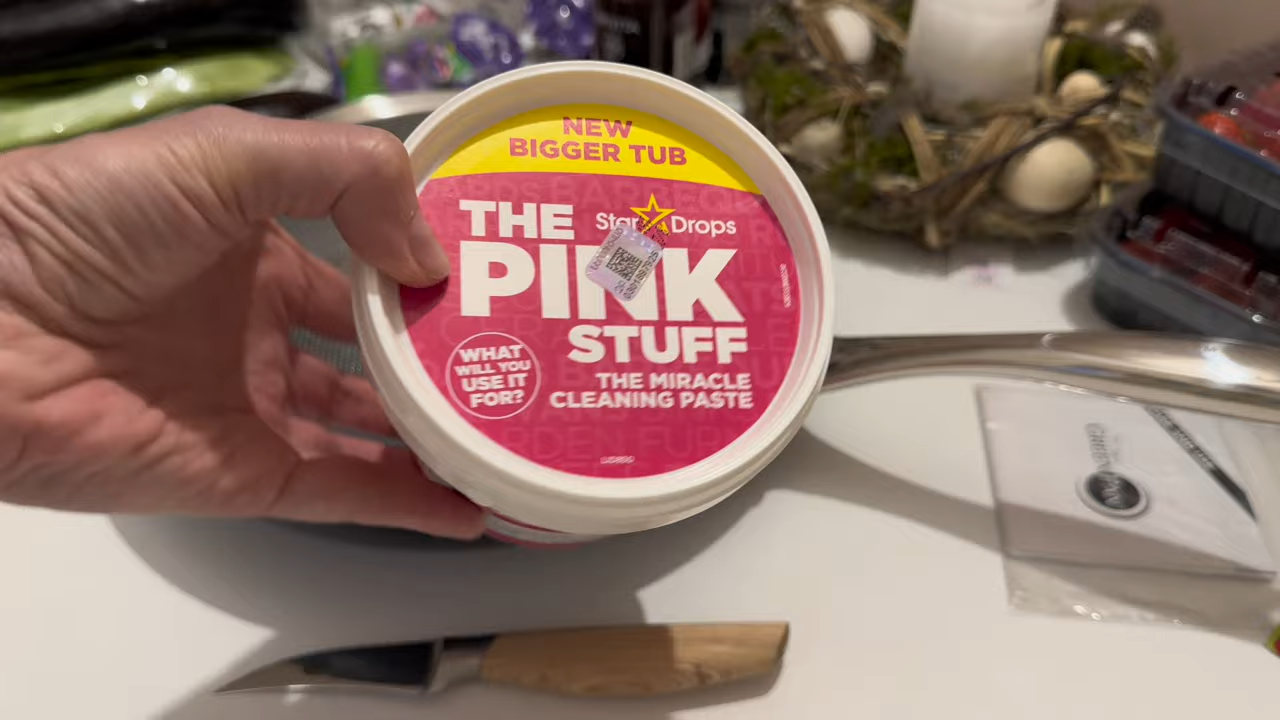 NEW
BIGGER TUB
THE
Star Drops
PINK
STUFF
WHAT
WILL YOU
USE IT
FOR?
THE MIRACLE
CLEANING PASTE